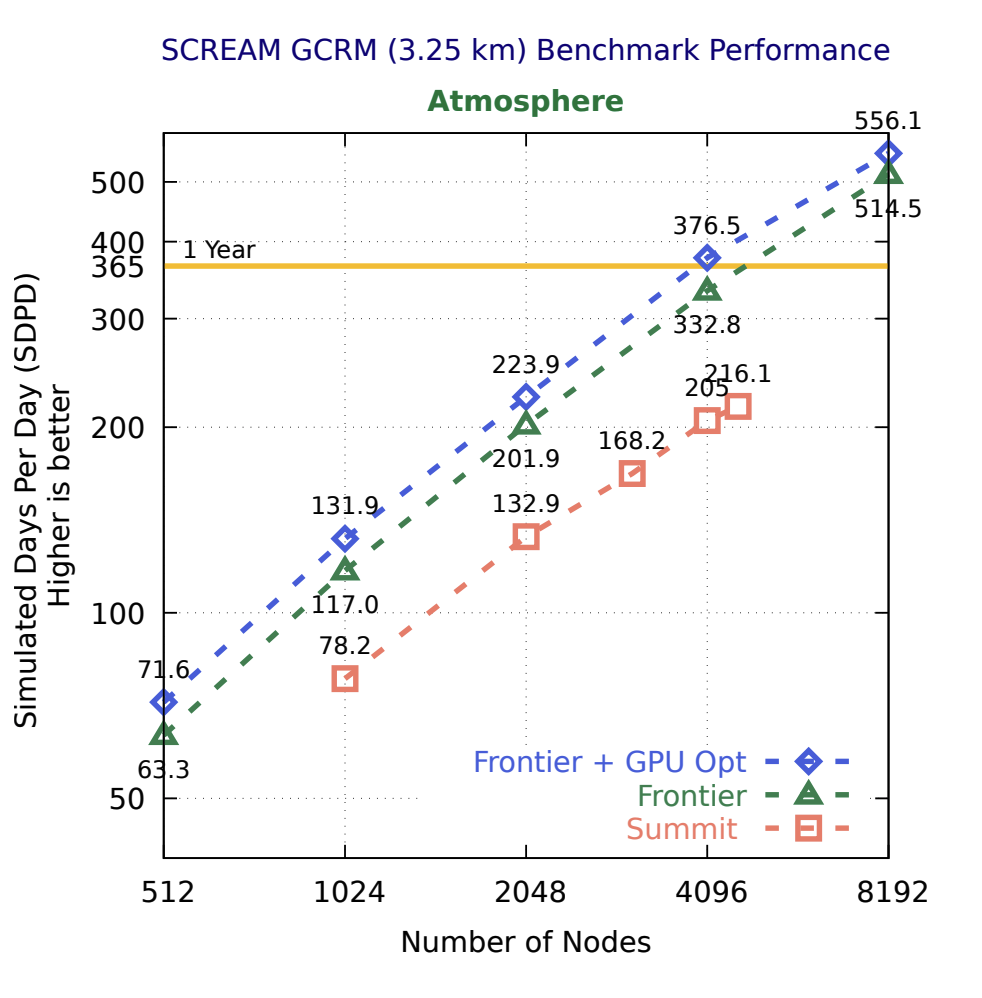 SCREAM GCRM (3.25 km) Benchmark Performance
Atmosphere
Simulated Days Per Day (SDPD)
Higher is better
500
400
365
300
200
100
50
1 Year
556.1
514.5
376.5
332.8
223.9
201.9
205
216.1
168.2
132.9
131.9
117.0
78.2
71.6
63.3
Frontier + GPU Opt
Frontier
Summit
512 1024 2048 4096 8192
Number of Nodes